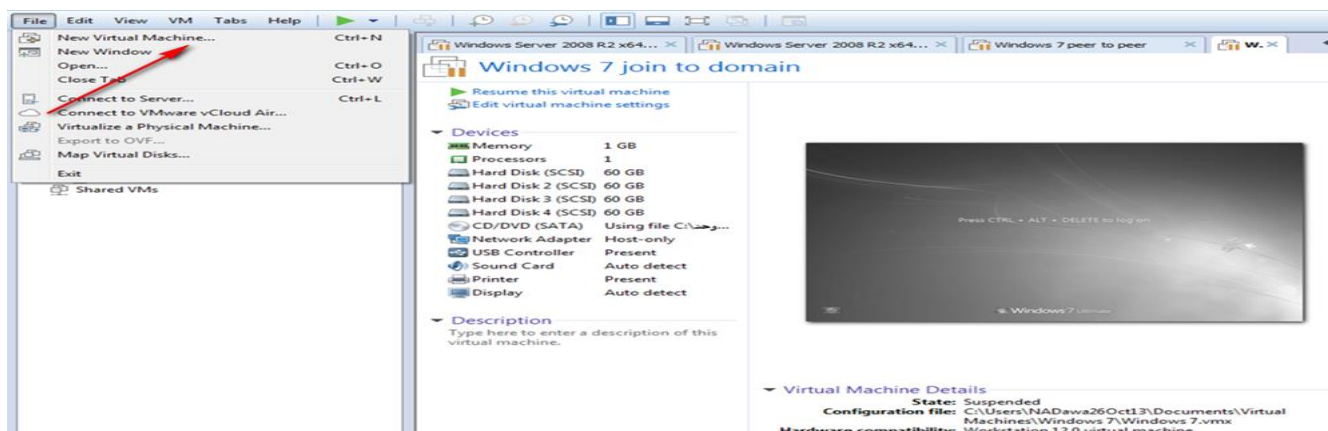 File Edit View VM Tabs Help
New Virtual Machine... Ctrl+N
New Window
Open... Ctrl+O
Close Tab Ctrl+W
Connect to Server... Ctrl+L
Connect to VMware vCloud Air...
Virtualize a Physical Machine...
Export to OVF...
Map Virtual Disks...
Exit
Shared VMs
Windows Server 2008 R2 x64...
Windows Server 2008 R2 x64...
Windows 7 peer to peer
W.
Windows 7 join to domain
Resume this virtual machine
Edit virtual machine settings
Devices
Memory 1 GB
Processors 1
Hard Disk (SCSI) 60 GB
Hard Disk 2 (SCSI) 60 GB
Hard Disk 3 (SCSI) 60 GB
Hard Disk 4 (SCSI) 60 GB
CD/DVD (SATA) Using file C:\وحد...
Network Adapter Host-only
USB Controller Present
Sound Card Auto detect
Printer Present
Display Auto detect
Description
Type here to enter a description of this
virtual machine.
Press CTRL + ALT + DELETE to log on
Windows 7 Ultimate
Virtual Machine Details
State: Suspended
Configuration file: C:\Users\NADawa26Oct13\Documents\Virtual
Machines\Windows 7\Windows 7.vmx
Hardware compatibility: Workstation 12.0 virtual machine